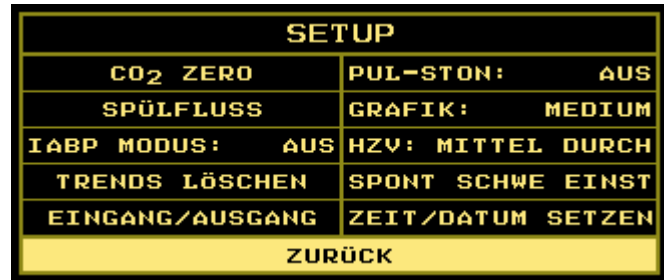 SETUP
CO2 ZERO PUL-STON: AUS
SPÜLFLUSS GRAFIK: MEDIUM
IABP MODUS: AUS HZV: MITTEL DURCH
TRENDS LÖSCHEN SPONT SCHWE EINST
EINGANG/AUSGANG ZEIT/DATUM SETZEN
ZURÜCK